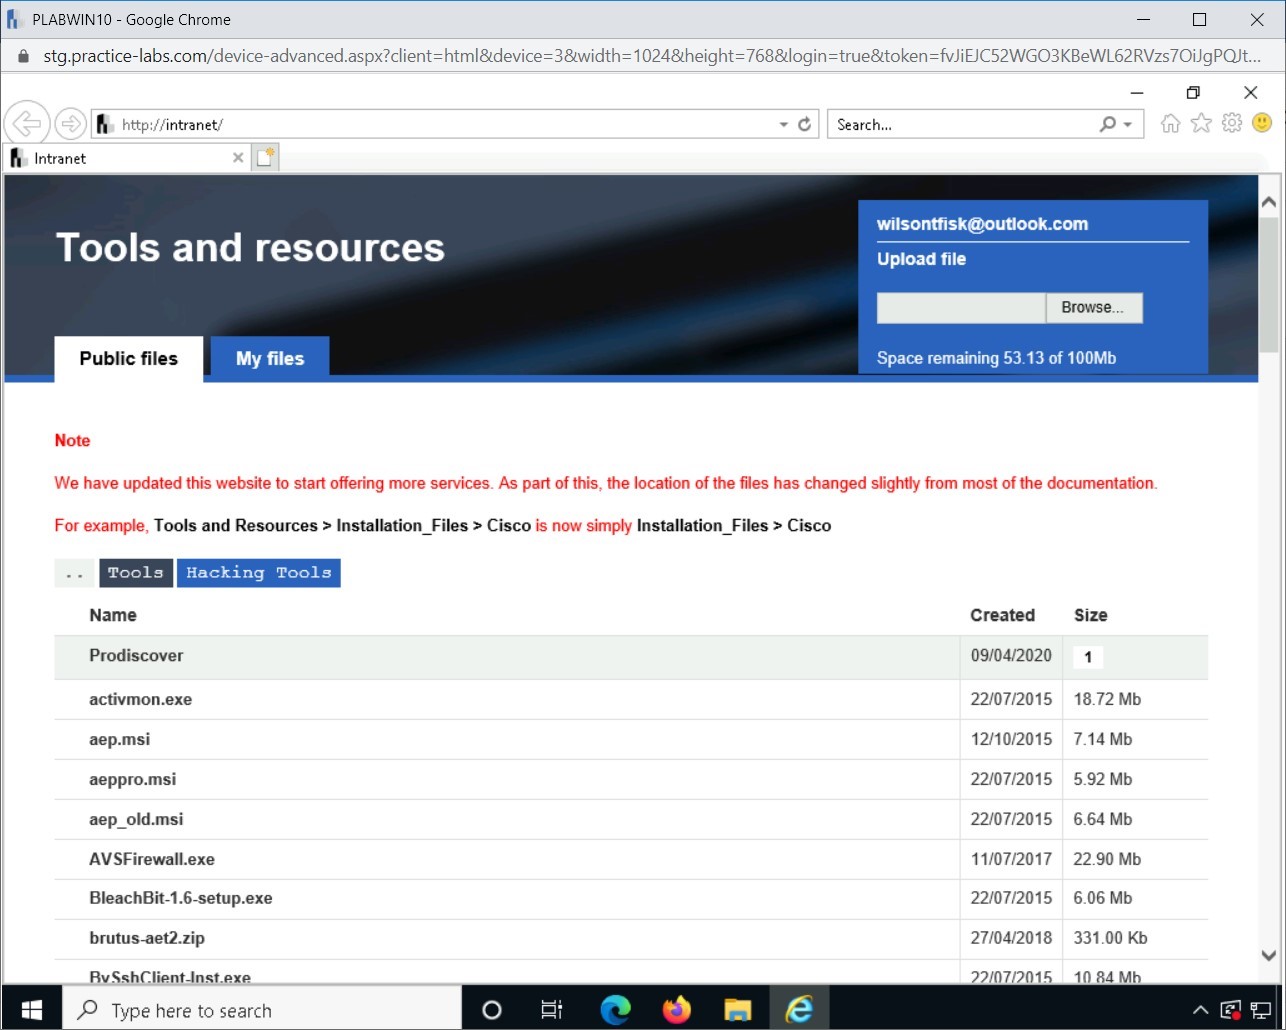 PLABWIN10 - Google Chrome
stg.practice-labs.com/device-advanced.aspx?client=html&device=3&width=1024&height=768&login=true&token=fvJiEJC52WGO3KBeWL62RVzs7OiJgPQJt...
http://intranet/
Search...
Intranet
Tools and resources
wilsontfisk@outlook.com
Upload file
Browse...
Space remaining 53.13 of 100Mb
Public files My files
Note
We have updated this website to start offering more services. As part of this, the location of the files has changed slightly from most of the documentation.
For example, Tools and Resources > Installation_Files > Cisco is now simply Installation_Files > Cisco
.. Tools Hacking Tools
Name Created Size
Prodiscover 09/04/2020 1
activmon.exe 22/07/2015 18.72 Mb
aep.msi 12/10/2015 7.14 Mb
aeppro.msi 22/07/2015 5.92 Mb
aep_old.msi 22/07/2015 6.64 Mb
AVSFirewall.exe 11/07/2017 22.90 Mb
BleachBit-1.6-setup.exe 22/07/2015 6.06 Mb
brutus-aet2.zip 27/04/2018 331.00 Kb
BvSshClient-Inst.exe 22/07/2015 10.84 Mb
Type here to search